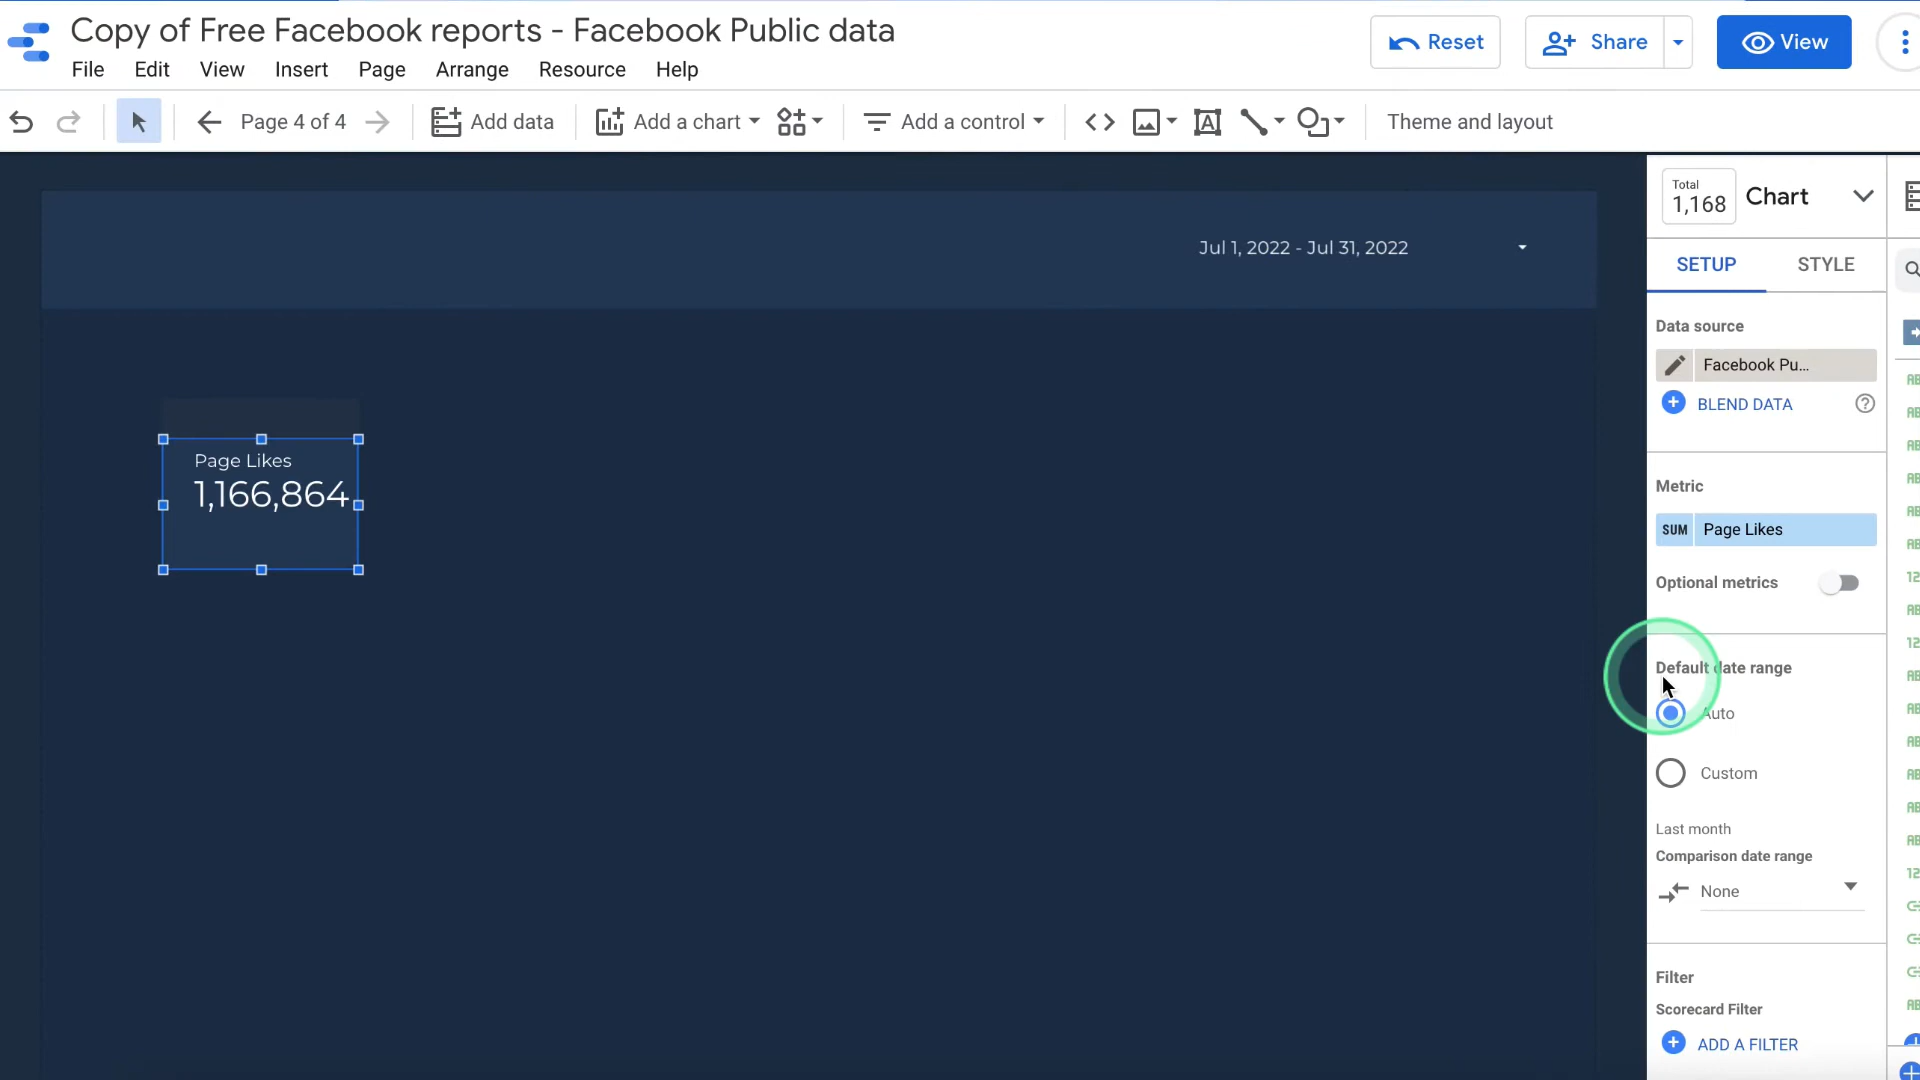 Copy of Free Facebook reports - Facebook Public data
Reset
Share
View
File Edit View Insert Page Arrange Resource Help
Page 4 of 4
Add data
Add a chart
Add a control
Theme and layout
Jul 1, 2022 - Jul 31, 2022
Page Likes
1,166,864
Total
1,168
Chart
SETUP
STYLE
Data source
Facebook Pu...
BLEND DATA
Metric
SUM
Page Likes
Optional metrics
Default date range
Auto
Custom
Last month
Comparison date range
None
Filter
Scorecard Filter
ADD A FILTER